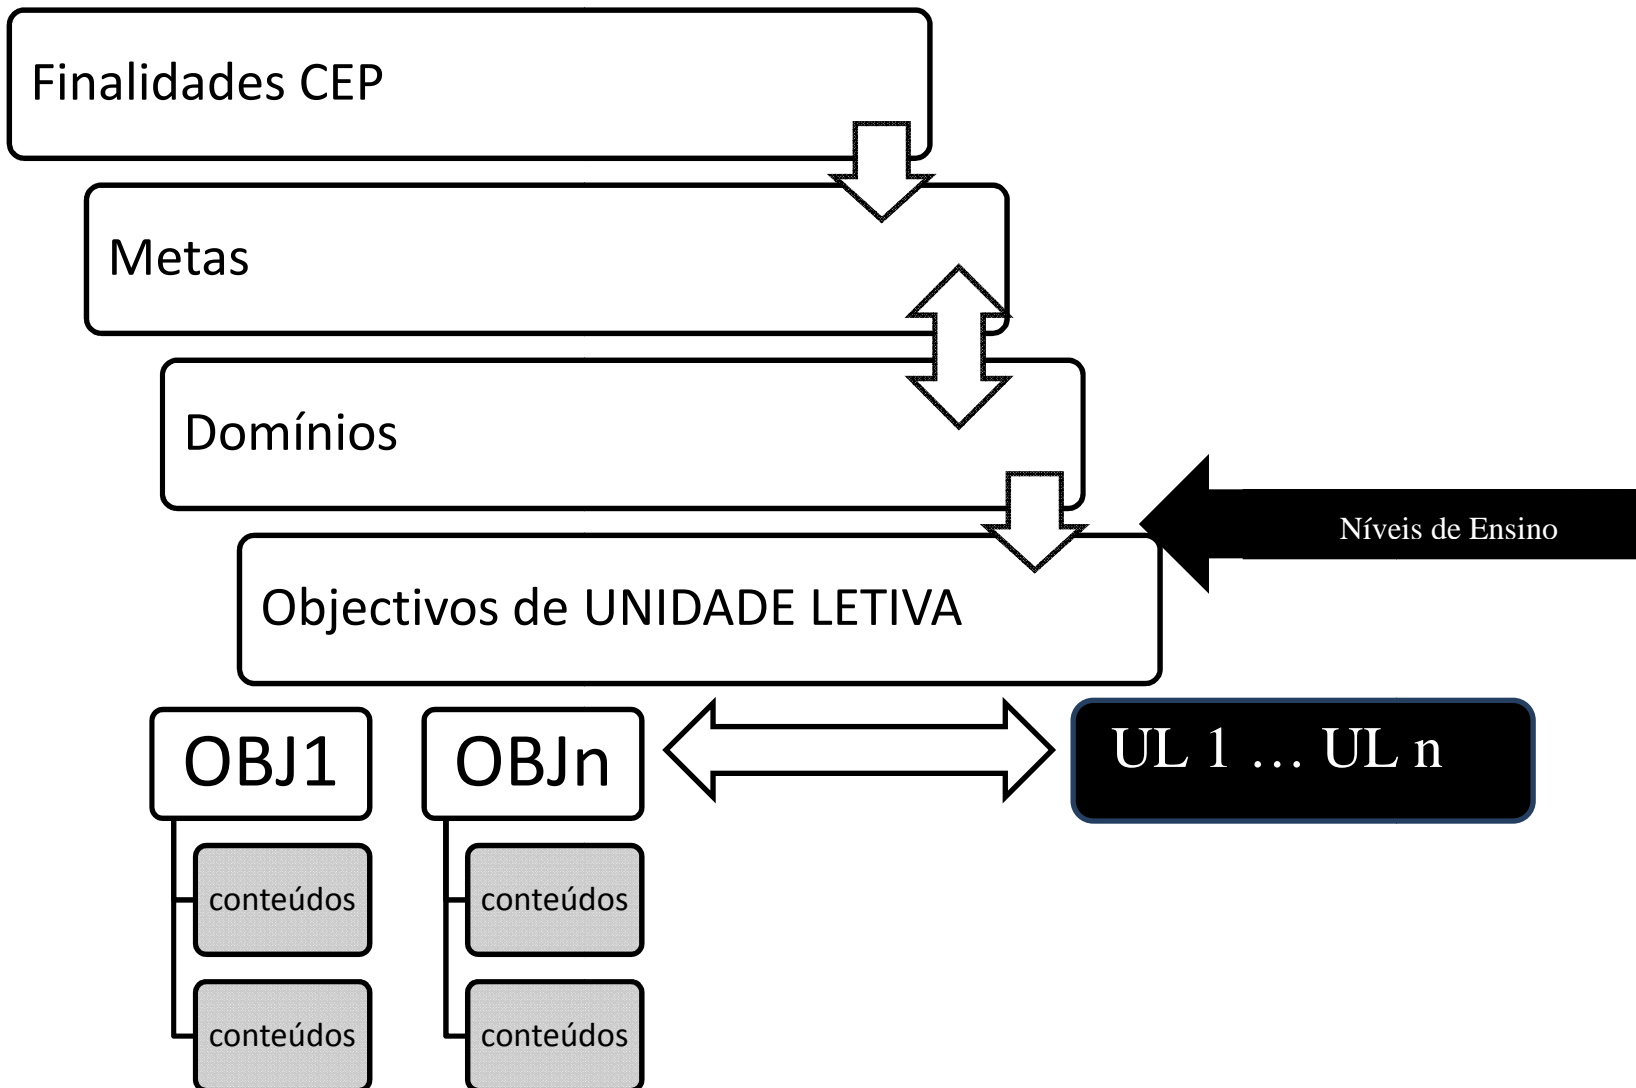 Finalidades CEP
Metas
Domínios
Níveis de Ensino
Objectivos de UNIDADE LETIVA
OBJ1
OBJn
UL 1 … UL n
conteúdos
conteúdos
conteúdos
conteúdos